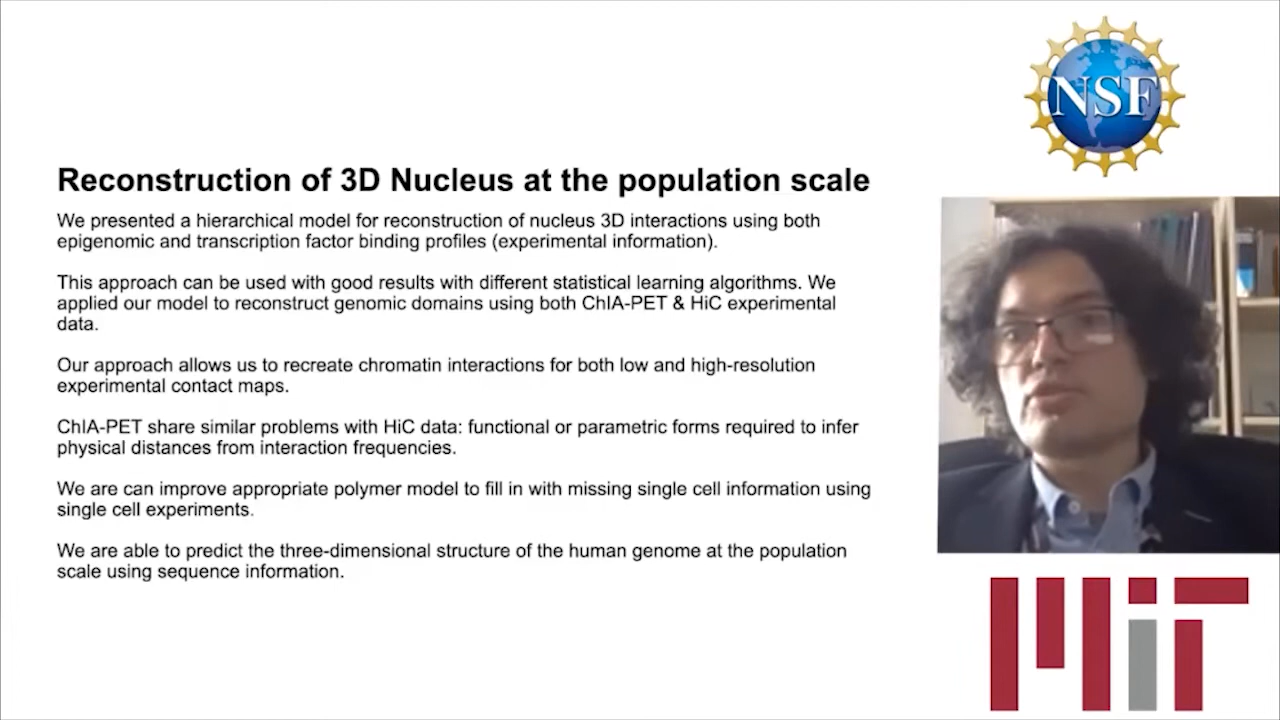 NSF
Reconstruction of 3D Nucleus at the population scale
We presented a hierarchical model for reconstruction of nucleus 3D interactions using both
epigenomic and transcription factor binding profiles (experimental information).
This approach can be used with good results with different statistical learning algorithms. We
applied our model to reconstruct genomic domains using both ChIA-PET & HiC experimental
data.
Our approach allows us to recreate chromatin interactions for both low and high-resolution
experimental contact maps.
ChIA-PET share similar problems with HiC data: functional or parametric forms required to infer
physical distances from interaction frequencies.
We are can improve appropriate polymer model to fill in with missing single cell information using
single cell experiments.
We are able to predict the three-dimensional structure of the human genome at the population
scale using sequence information.
MIT